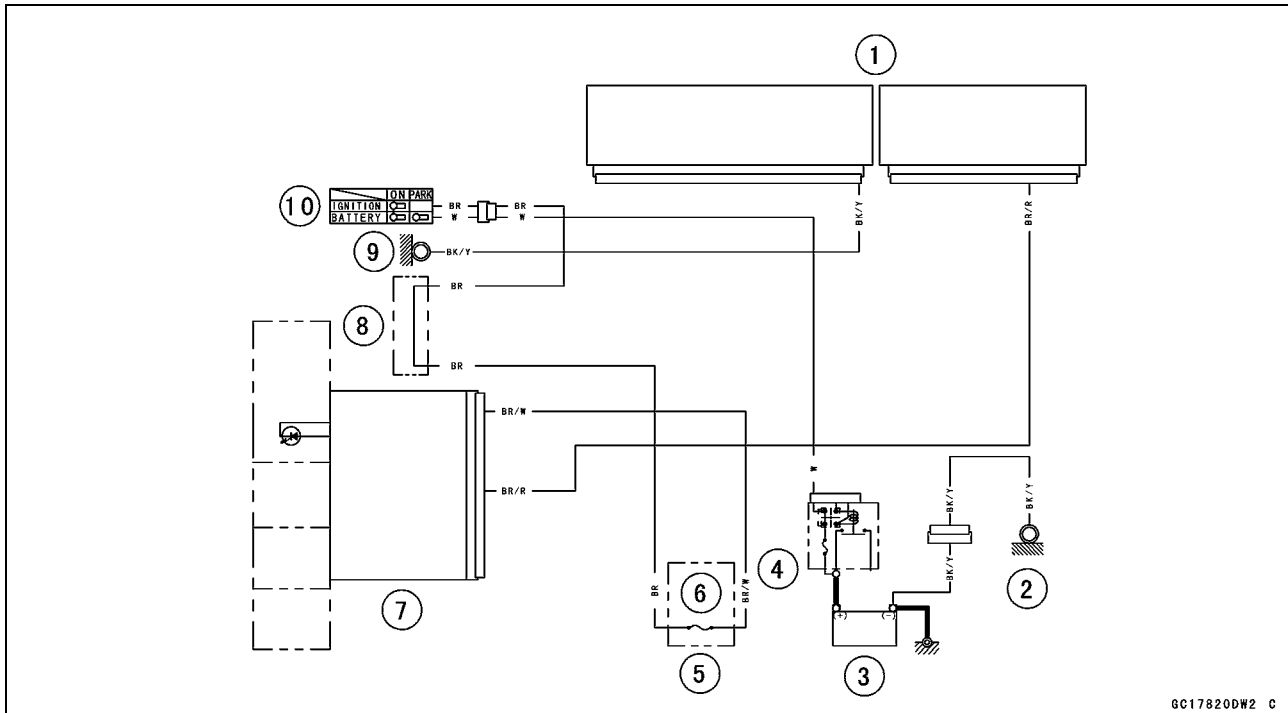 1
10
ON PARK
IGNITION
BATTERY
BR
BR
W
W
BK/Y
BR/R
9
BK/Y
BR
8
BR
BR/W
BR/R
W
BK/Y
BK/Y
BK/Y
7
BR
6
BR/W
5
4
(+)
(-)
3
2
GC17820DW2 C